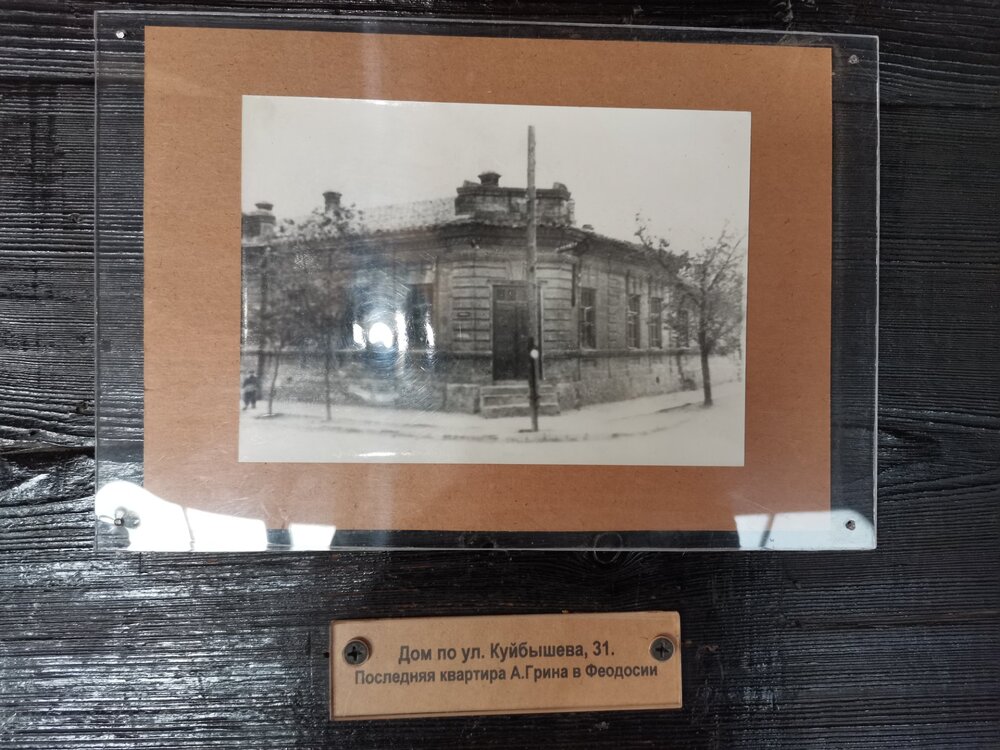 Дом по ул. Куйбышева, 31.
Последняя квартира А.Грина в Феодосии